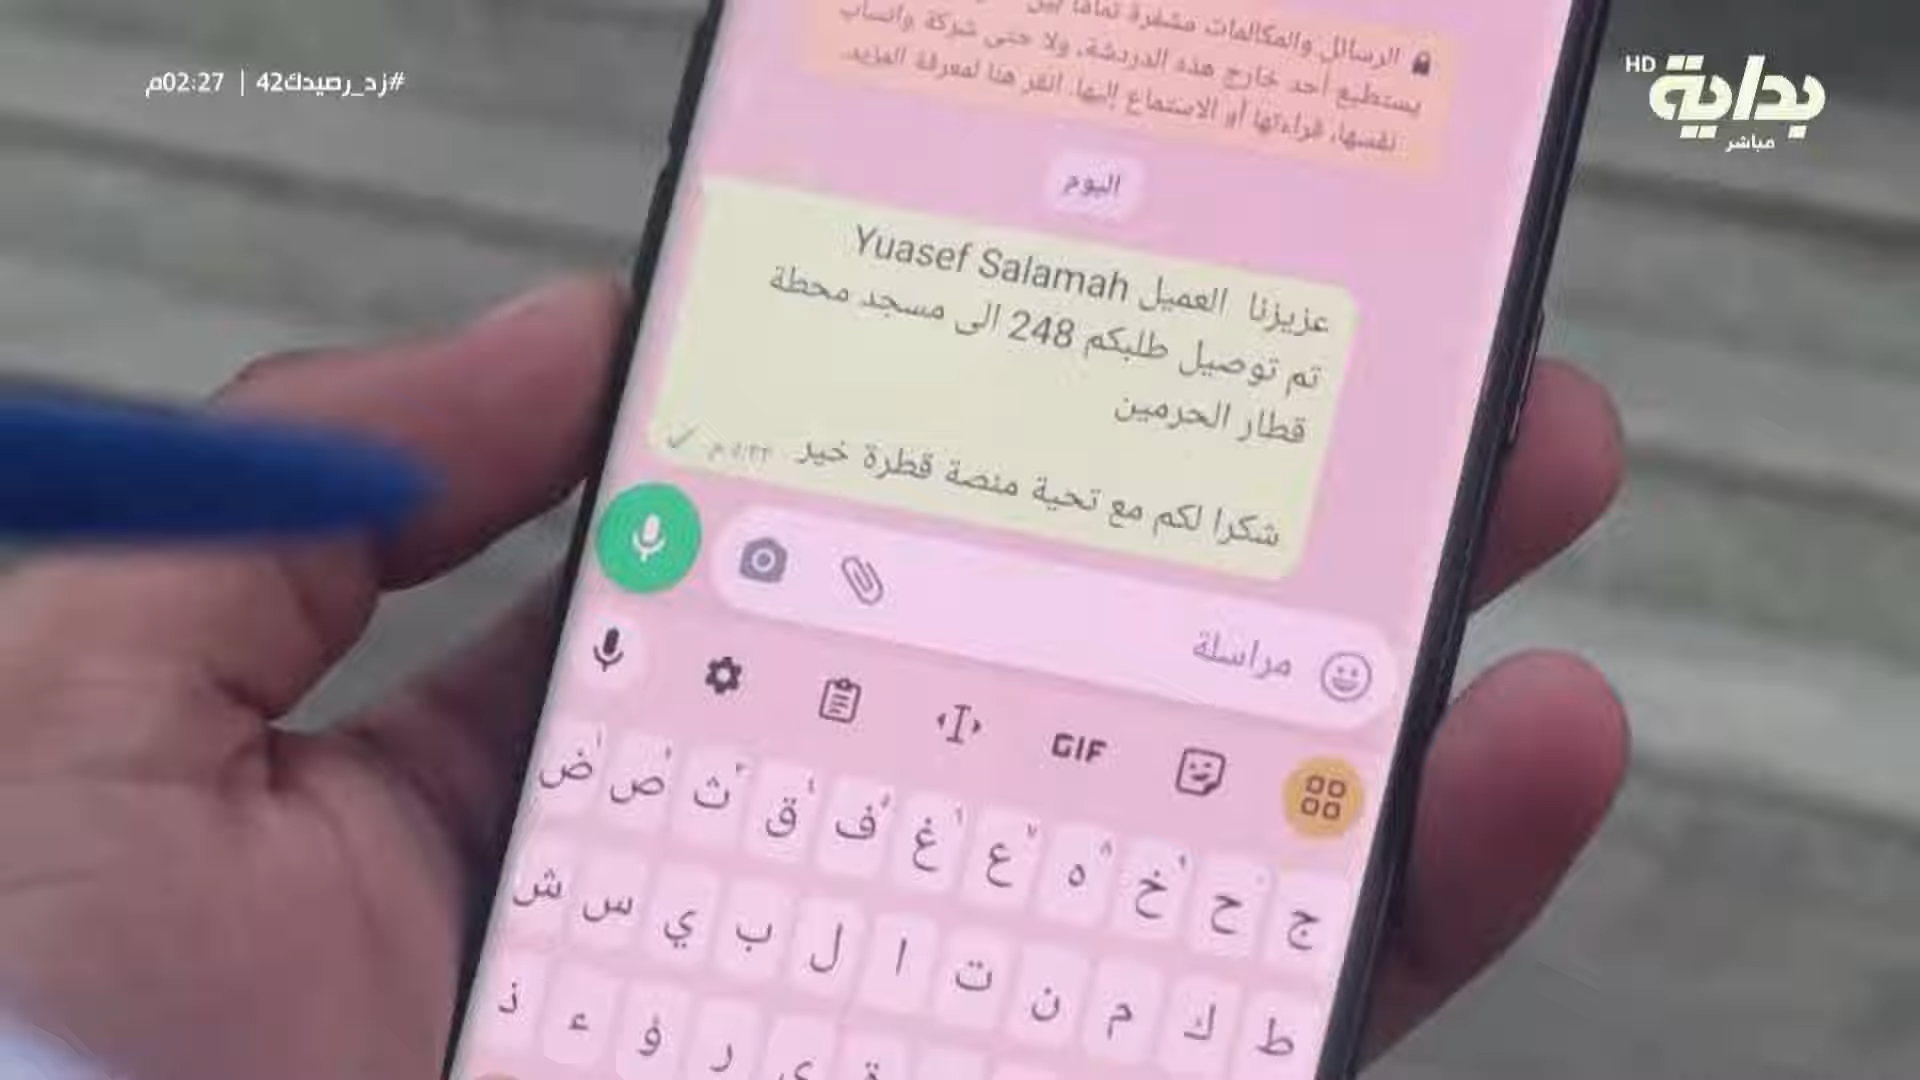 #زد_رصيدك42 | 02:27م
بداية HD
مباشر
الرسائل والمكالمات مشفرة تمامًا بين
يستطيع أحد خارج هذه الدردشة، ولا حتى شركة واتساب
نفسها، قراءتها أو الاستماع إليها. انقر هنا لمعرفة المزيد.
اليوم
عزيزنا العميل Yuasef Salamah
تم توصيل طلبكم 248 الى مسجد محطة
قطار الحرمين
شكرا لكم مع تحية منصة قطرة خير
مراسلة
GIF
ض ص ث ق ف غ ع ه خ ح ج
ش س ي ب ل ا ت ن م ك ط
ذ ء ؤ ر ى ة